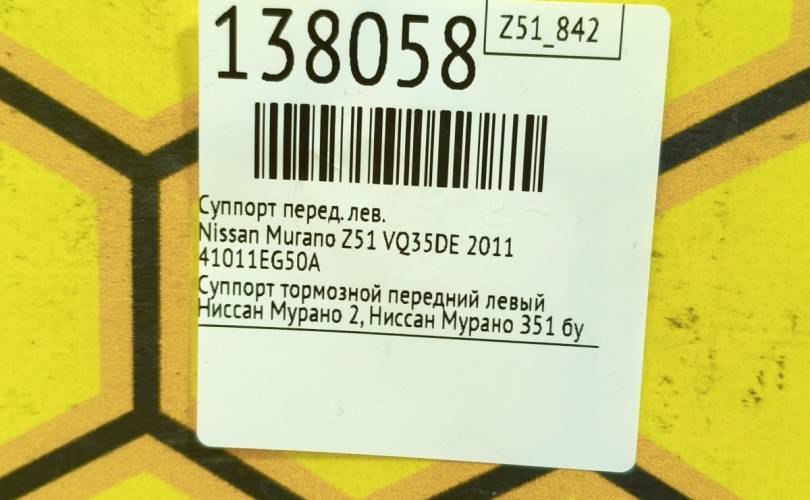 138058
Z51_842
Суппорт перед. лев.
Nissan Murano Z51 VQ35DE 2011
41011EG50A
Суппорт тормозной передний левый
Ниссан Мурано 2, Ниссан Мурано З51 бу